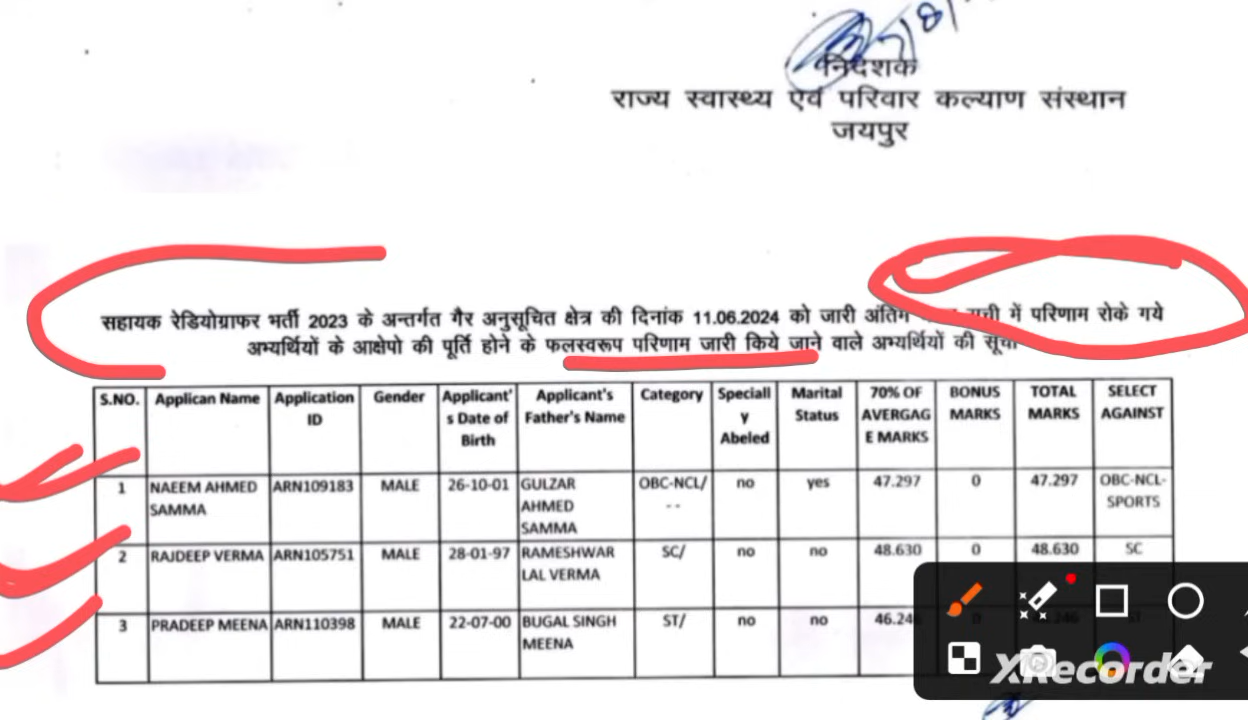 निदेशक
राज्य स्वास्थ्य एवं परिवार कल्याण संस्थान
जयपुर
सहायक रेडियोग्राफर भर्ती 2023 के अन्तर्गत गैर अनुसूचित क्षेत्र की दिनांक 11.06.2024 को जारी अंतिम सूची में परिणाम रोके गये
अभ्यर्थियों के आक्षेपो की पूर्ति होने के फलस्वरूप परिणाम जारी किये जाने वाले अभ्यर्थियों की सूची
S.NO. Applican Name Application ID Gender Applicant's Date of Birth Applicant's Father's Name Category Specially Abeled Marital Status 70% OF AVERGAGE MARKS BONUS MARKS TOTAL MARKS SELECT AGAINST
1 NAEEM AHMED SAMMA ARN109183 MALE 26-10-01 GULZAR AHMED SAMMA OBC-NCL/ -- no yes 47.297 0 47.297 OBC-NCL-SPORTS
2 RAJDEEP VERMA ARN105751 MALE 28-01-97 RAMESHWAR LAL VERMA SC/ no no 48.630 0 48.630 SC
3 PRADEEP MEENA ARN110398 MALE 22-07-00 BUGAL SINGH MEENA ST/ no no 46.246 0 ST
XRecorder